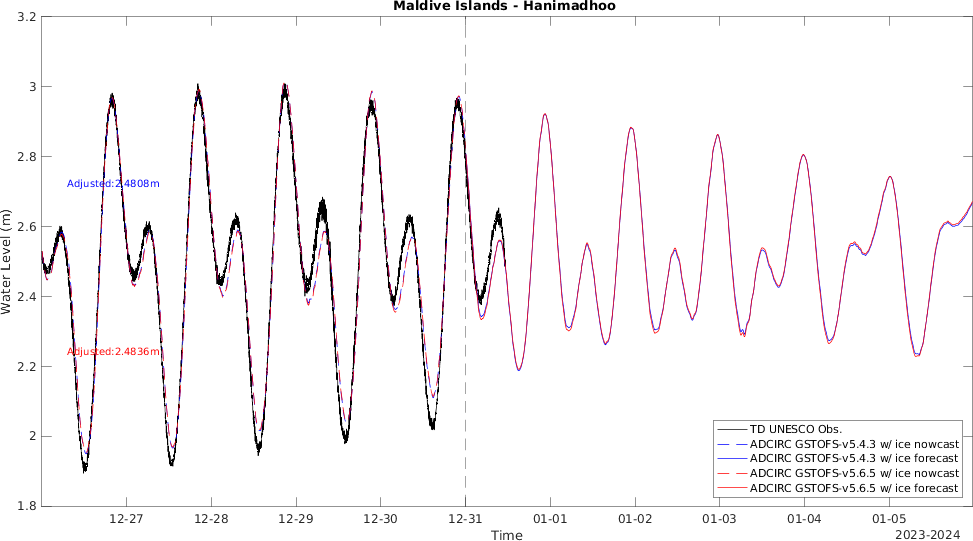 Maldive Islands - Hanimadhoo
3.2
3
2.8
2.6
2.4
2.2
2
1.8
Water Level (m)
Adjusted:2.4808m
Adjusted:2.4836m
TD UNESCO Obs.
ADCIRC GSTOFS-v5.4.3 w/ ice nowcast
ADCIRC GSTOFS-v5.4.3 w/ ice forecast
ADCIRC GSTOFS-v5.6.5 w/ ice nowcast
ADCIRC GSTOFS-v5.6.5 w/ ice forecast
12-27 12-28 12-29 12-30 12-31 01-01 01-02 01-03 01-04 01-05
Time
2023-2024